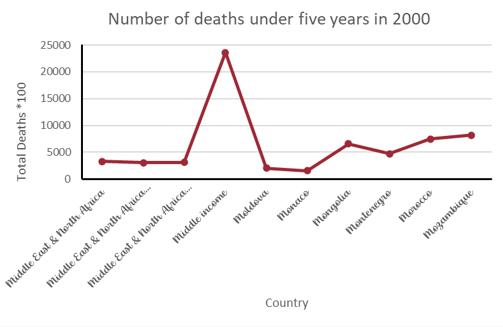 Number of deaths under five years in 2000
Total Deaths *100
25000
20000
15000
10000
5000
0
Middle East & North Africa
Middle East & North Africa...
Middle East & North Africa...
Middle income
Moldova
Monaco
Mongolia
Montenegro
Morocco
Mozambique
Country